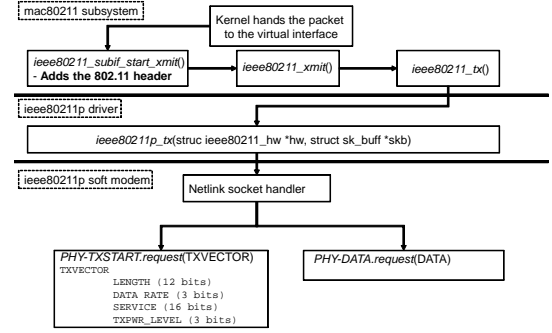 mac80211 subsystem
Kernel hands the packet
to the virtual interface
ieee80211_subif_start_xmit()
- Adds the 802.11 header
ieee80211_xmit()
ieee80211_tx()
ieee80211p driver
ieee80211p_tx(struc ieee80211_hw *hw, struct sk_buff *skb)
ieee80211p soft modem
Netlink socket handler
PHY-TXSTART.request(TXVECTOR)
TXVECTOR
LENGTH (12 bits)
DATA RATE (3 bits)
SERVICE (16 bits)
TXPWR_LEVEL (3 bits)
PHY-DATA.request(DATA)